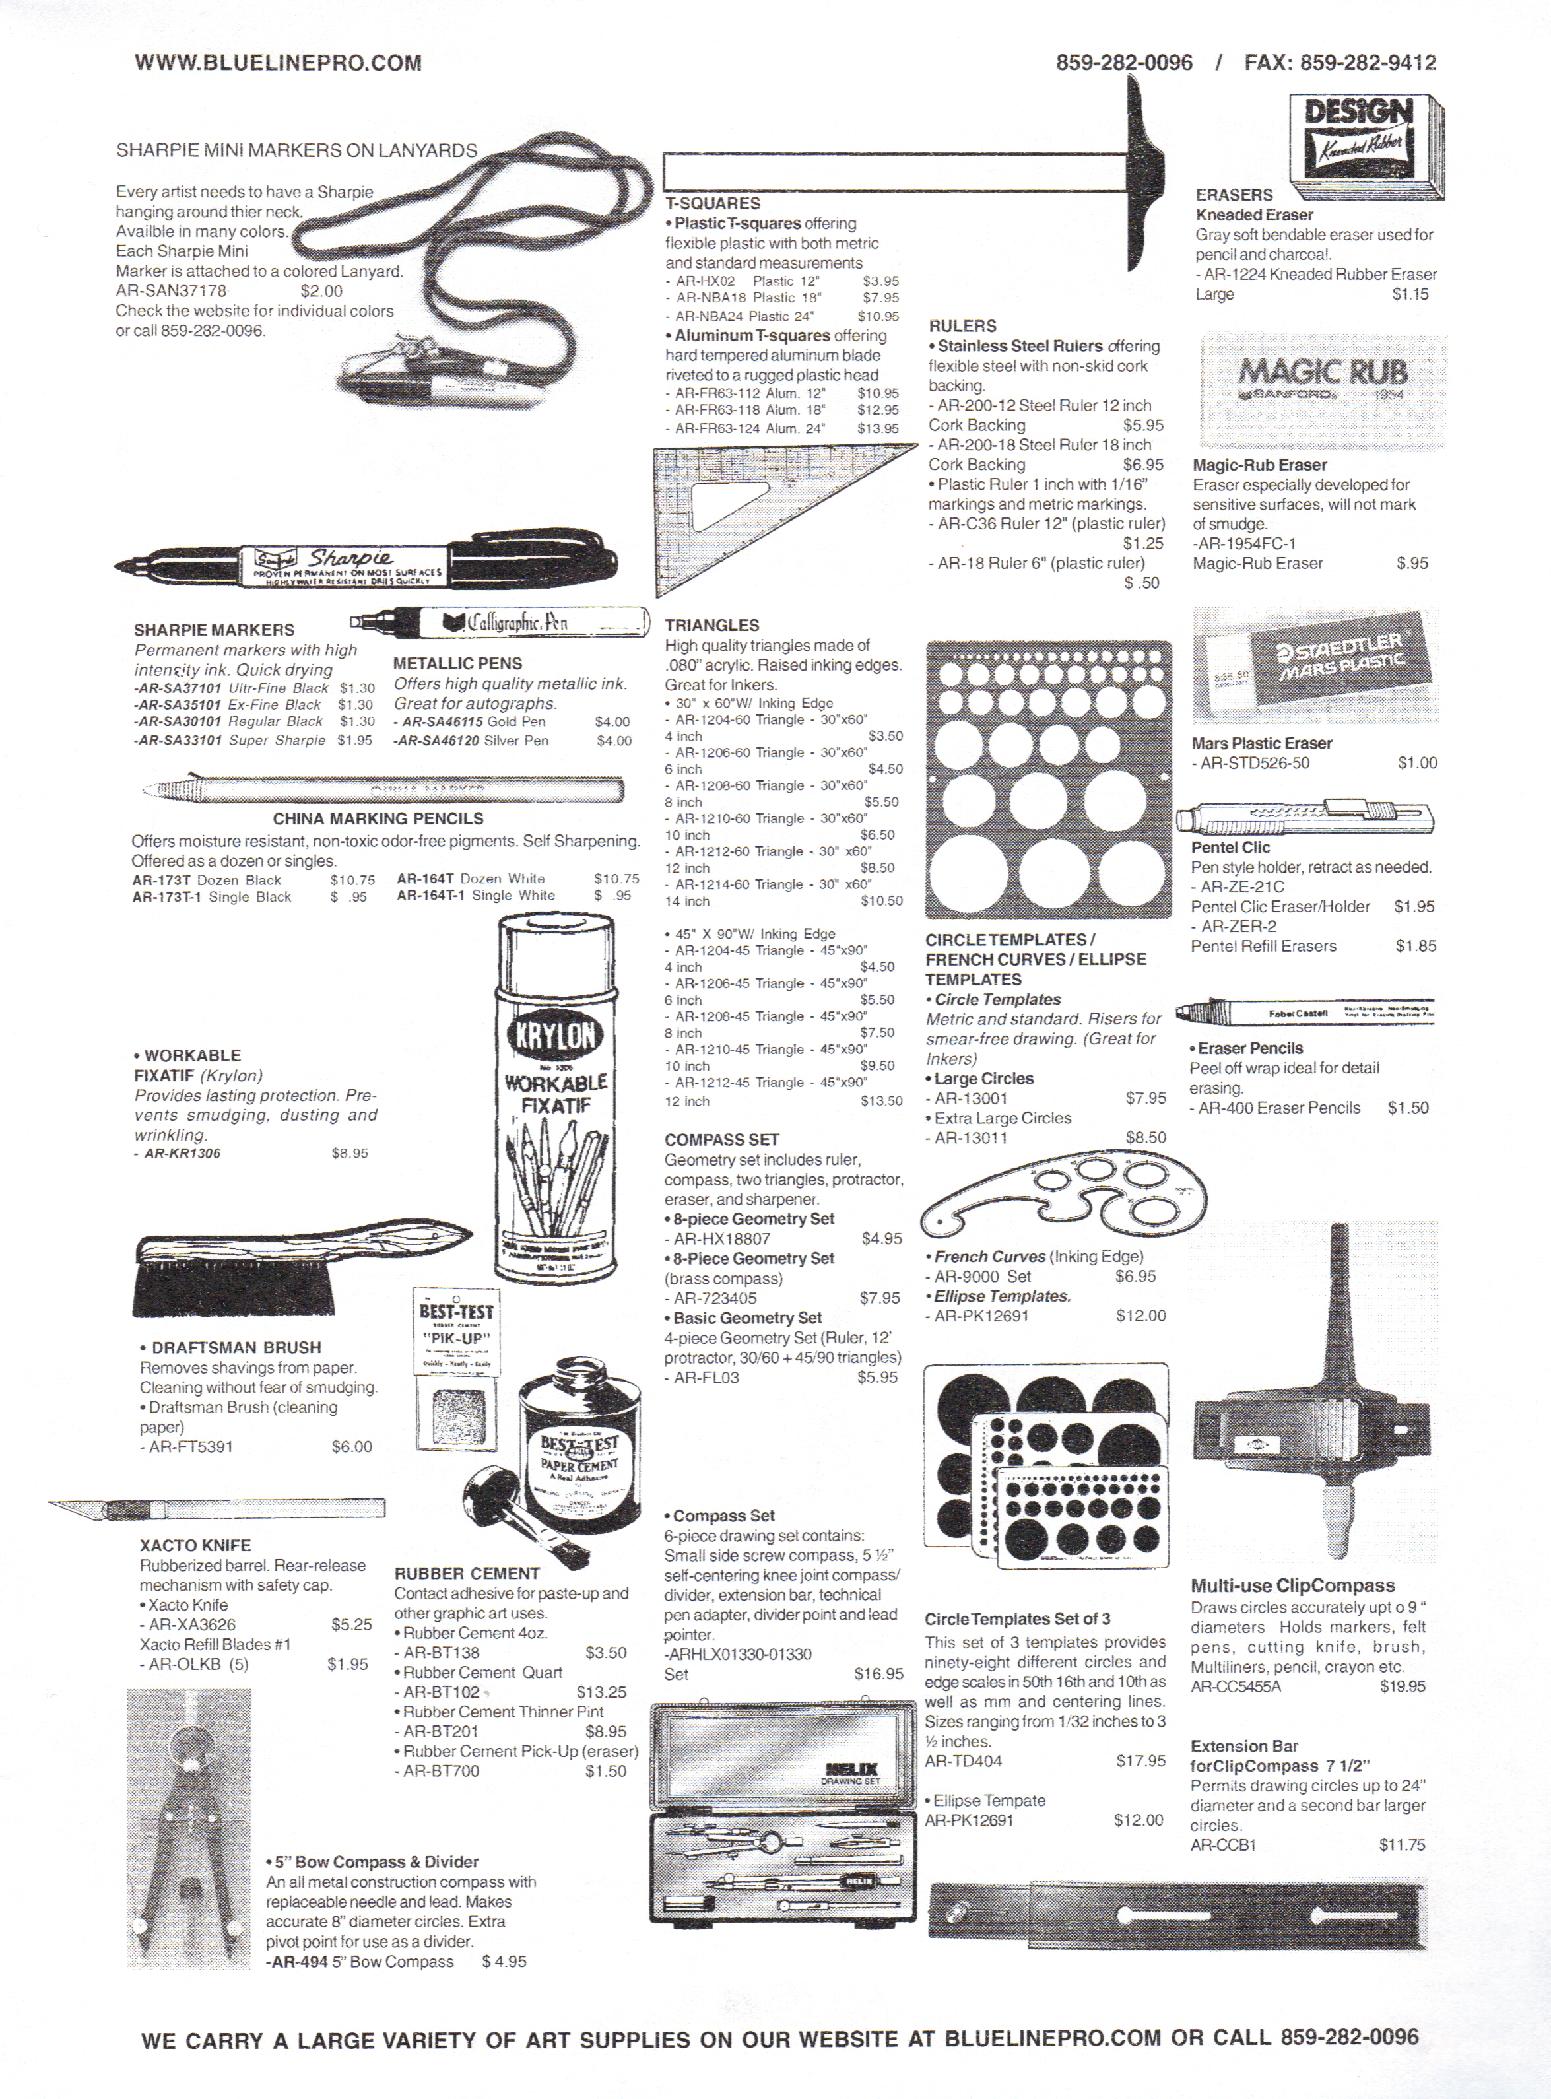 WWW.BLUELINEPRO.COM
859-282-0096 / FAX: 859-282-9412
SHARPIE MINI MARKERS ON LANYARDS
Every artist needs to have a Sharpie
hanging around thier neck.
Availble in many colors.
Each Sharpie Mini
Marker is attached to a colored Lanyard.
AR-SAN37178 $2.00
Check the website for individual colors
or call 859-282-0096.
Sharpie
PROVEN PERMANENT ON MOST SURFACES
HIGHLY WATER RESISTANT DRIES QUICKLY
SHARPIE MARKERS
Permanent markers with high
intensity ink. Quick drying
-AR-SA37101 Ultr-Fine Black $1.30
-AR-SA35101 Ex-Fine Black $1.30
-AR-SA30101 Regular Black $1.30
-AR-SA33101 Super Sharpie $1.95
Calligraphic Pen
METALLIC PENS
Offers high quality metallic ink.
Great for autographs.
- AR-SA46115 Gold Pen $4.00
-AR-SA46120 Silver Pen $4.00
CHINA MARKING PENCILS
Offers moisture resistant, non-toxic odor-free pigments. Self Sharpening.
Offered as a dozen or singles.
AR-173T Dozen Black $10.75
AR-173T-1 Single Black $ .95
AR-164T Dozen White $10.75
AR-164T-1 Single White $ .95
• WORKABLE
FIXATIF (Krylon)
Provides lasting protection. Pre-
vents smudging, dusting and
wrinkling.
- AR-KR1306 $8.95
KRYLON
No 1306
WORKABLE
FIXATIF
• DRAFTSMAN BRUSH
Removes shavings from paper.
Cleaning without fear of smudging.
• Draftsman Brush (cleaning
paper)
- AR-FT5391 $6.00
BEST-TEST
RUBBER CEMENT
"PIK-UP"
BEST-TEST
PAPER CEMENT
A Real Adhesive
XACTO KNIFE
Rubberized barrel. Rear-release
mechanism with safety cap.
• Xacto Knife
- AR-XA3626 $5.25
Xacto Refill Blades #1
- AR-OLKB (5) $1.95
RUBBER CEMENT
Contact adhesive for paste-up and
other graphic art uses.
• Rubber Cement 4oz.
- AR-BT138 $3.50
• Rubber Cement Quart
- AR-BT102 $13.25
• Rubber Cement Thinner Pint
- AR-BT201 $8.95
• Rubber Cement Pick-Up (eraser)
- AR-BT700 $1.50
• 5" Bow Compass & Divider
An all metal construction compass with
replaceable needle and lead. Makes
accurate 8" diameter circles. Extra
pivot point for use as a divider.
-AR-494 5" Bow Compass $ 4.95
T-SQUARES
• Plastic T-squares offering
flexible plastic with both metric
and standard measurements
- AR-HX02 Plastic 12" $3.95
- AR-NBA18 Plastic 18" $7.95
- AR-NBA24 Plastic 24" $10.95
• Aluminum T-squares offering
hard tempered aluminum blade
riveted to a rugged plastic head
- AR-FR63-112 Alum. 12" $10.95
- AR-FR63-118 Alum. 18" $12.95
- AR-FR63-124 Alum. 24" $13.95
TRIANGLES
High quality triangles made of
.080" acrylic. Raised inking edges.
Great for Inkers.
• 30" x 60"W/ Inking Edge
- AR-1204-60 Triangle - 30"x60"
4 inch $3.50
- AR-1206-60 Triangle - 30"x60"
6 inch $4.50
- AR-1208-60 Triangle - 30"x60"
8 inch $5.50
- AR-1210-60 Triangle - 30"x60"
10 inch $6.50
- AR-1212-60 Triangle - 30" x60"
12 inch $8.50
- AR-1214-60 Triangle - 30" x60"
14 inch $10.50
• 45" X 90"W/ Inking Edge
- AR-1204-45 Triangle - 45"x90"
4 inch $4.50
- AR-1206-45 Triangle - 45"x90"
6 inch $5.50
- AR-1208-45 Triangle - 45"x90"
8 inch $7.50
- AR-1210-45 Triangle - 45"x90"
10 inch $9.50
- AR-1212-45 Triangle - 45"x90"
12 inch $13.50
COMPASS SET
Geometry set includes ruler,
compass, two triangles, protractor,
eraser, and sharpener.
• 8-piece Geometry Set
- AR-HX18807 $4.95
• 8-Piece Geometry Set
(brass compass)
- AR-723405 $7.95
• Basic Geometry Set
4-piece Geometry Set (Ruler, 12'
protractor, 30/60 + 45/90 triangles)
- AR-FL03 $5.95
• Compass Set
6-piece drawing set contains:
Small side screw compass, 5 ½"
self-centering knee joint compass/
divider, extension bar, technical
pen adapter, divider point and lead
pointer.
-ARHLX01330-01330
Set $16.95
HELIX
DRAWING SET
HELIX
RULERS
• Stainless Steel Rulers offering
flexible steel with non-skid cork
backing.
- AR-200-12 Steel Ruler 12 inch
Cork Backing $5.95
- AR-200-18 Steel Ruler 18 inch
Cork Backing $6.95
• Plastic Ruler 1 inch with 1/16"
markings and metric markings.
- AR-C36 Ruler 12" (plastic ruler)
$1.25
- AR-18 Ruler 6" (plastic ruler)
$ .50
CIRCLE TEMPLATES /
FRENCH CURVES / ELLIPSE
TEMPLATES
• Circle Templates
Metric and standard. Risers for
smear-free drawing. (Great for
Inkers)
• Large Circles
- AR-13001 $7.95
• Extra Large Circles
- AR-13011 $8.50
• French Curves (Inking Edge)
- AR-9000 Set $6.95
• Ellipse Templates.
- AR-PK12691 $12.00
Circle Templates Set of 3
This set of 3 templates provides
ninety-eight different circles and
edge scales in 50th 16th and 10th as
well as mm and centering lines.
Sizes ranging from 1/32 inches to 3
½ inches.
AR-TD404 $17.95
• Ellipse Tempate
AR-PK12691 $12.00
DESIGN
Kneaded Rubber
ERASERS
Kneaded Eraser
Gray soft bendable eraser used for
pencil and charcoal.
- AR-1224 Kneaded Rubber Eraser
Large $1.15
MAGIC RUB
SANFORD 1954
Magic-Rub Eraser
Eraser especially developed for
sensitive surfaces, will not mark
of smudge.
-AR-1954FC-1
Magic-Rub Eraser $.95
STAEDTLER
MARS PLASTIC
Mars Plastic Eraser
- AR-STD526-50 $1.00
Pentel Clic
Pen style holder, retract as needed.
- AR-ZE-21C
Pentel Clic Eraser/Holder $1.95
- AR-ZER-2
Pentel Refill Erasers $1.85
Faber Castell
• Eraser Pencils
Peel off wrap ideal for detail
erasing.
- AR-400 Eraser Pencils $1.50
Multi-use ClipCompass
Draws circles accurately upt o 9 "
diameters Holds markers, felt
pens, cutting knife, brush,
Multiliners, pencil, crayon etc.
AR-CC5455A $19.95
Extension Bar
forClipCompass 7 1/2"
Permits drawing circles up to 24"
diameter and a second bar larger
circles.
AR-CCB1 $11.75
WE CARRY A LARGE VARIETY OF ART SUPPLIES ON OUR WEBSITE AT BLUELINEPRO.COM OR CALL 859-282-0096